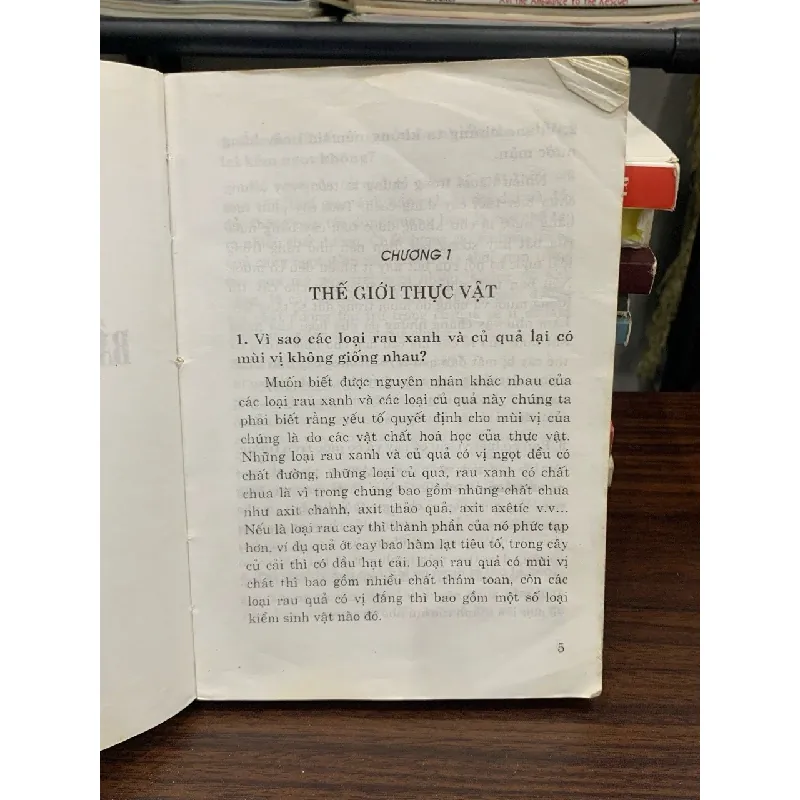 CHƯƠNG 1
THẾ GIỚI THỰC VẬT
1. Vì sao các loại rau xanh và củ quả lại có
mùi vị không giống nhau?
Muốn biết được nguyên nhân khác nhau của
các loại rau xanh và các loại củ quả này chúng ta
phải biết rằng yếu tố quyết định cho mùi vị của
chúng là do các vật chất hoá học của thực vật.
Những loại rau xanh và củ quả có vị ngọt đều có
chất đường, những loại củ quả, rau xanh có chất
chua là vì trong chúng bao gồm những chất chua
như axit chanh, axit thảo quả, axit axêtíc v.v...
Nếu là loại rau cay thì thành phần của nó phức tạp
hơn, ví dụ quả ớt cay bao hàm lạt tiêu tố, trong cây
củ cải thì có dầu hạt cải. Loại rau quả có mùi vị
chát thì bao gồm nhiều chất thám toan, còn các
loại rau quả có vị đắng thì bao gồm một số loại
kiềm sinh vật nào đó.
5